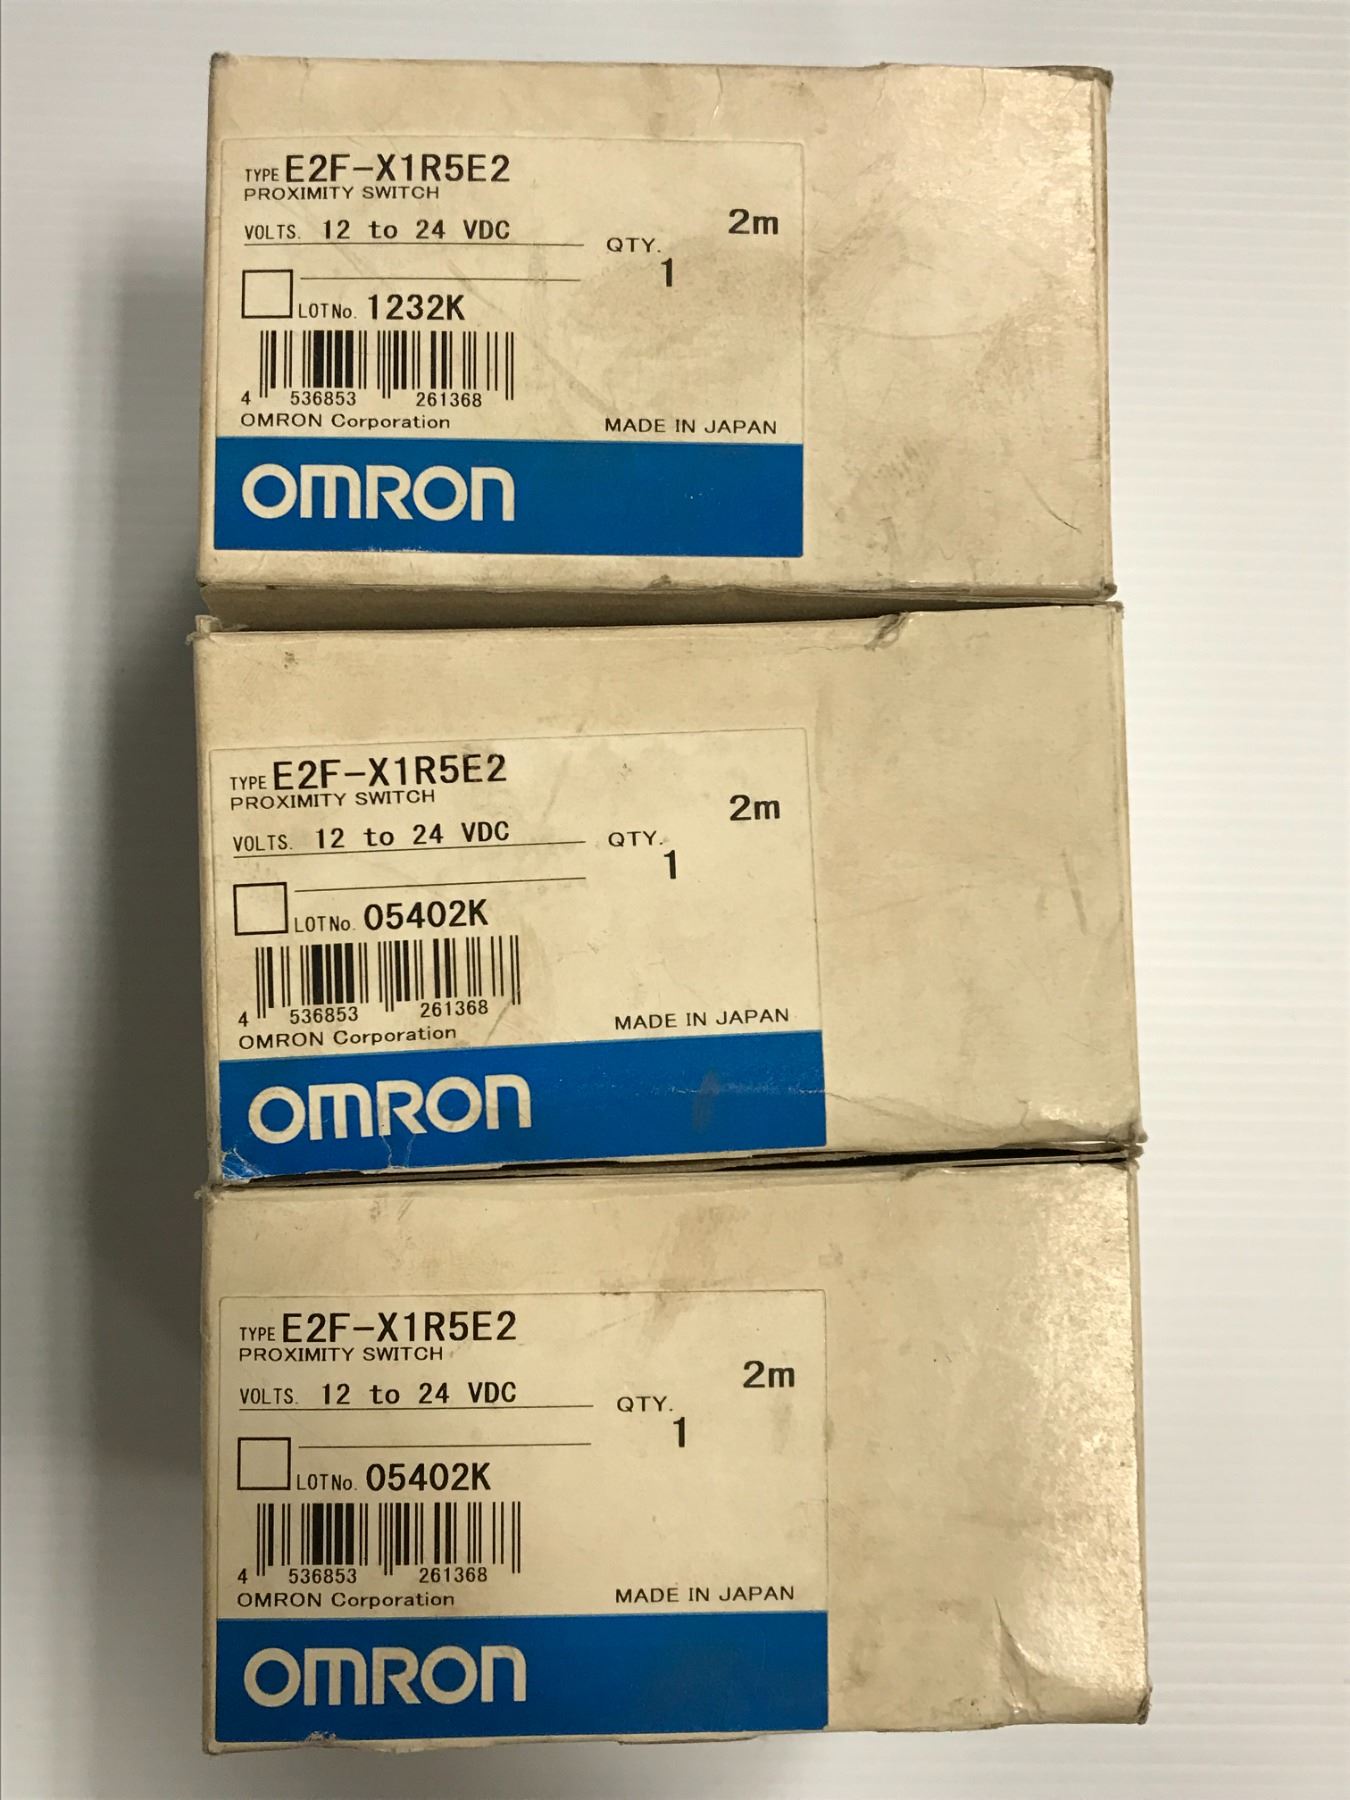 TYPE E2F-X1R5E2
PROXIMITY SWITCH
2m
VOLTS. 12 to 24 VDC
QTY.
1
LOT No. 1232K
4 536853 261368
OMRON Corporation MADE IN JAPAN
OMRON
TYPE E2F-X1R5E2
PROXIMITY SWITCH
2m
VOLTS. 12 to 24 VDC
QTY.
1
LOT No. 05402K
4 536853 261368
OMRON Corporation MADE IN JAPAN
OMRON
TYPE E2F-X1R5E2
PROXIMITY SWITCH
2m
VOLTS. 12 to 24 VDC
QTY.
1
LOT No. 05402K
4 536853 261368
OMRON Corporation MADE IN JAPAN
OMRON